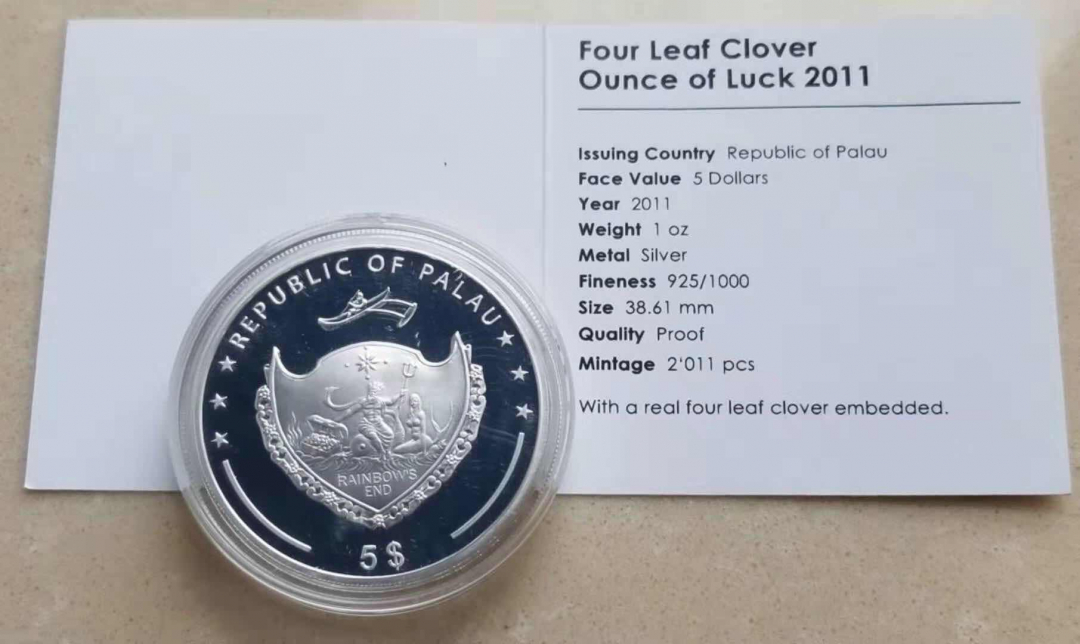 Four Leaf Clover
Ounce of Luck 2011
Issuing Country Republic of Palau
Face Value 5 Dollars
Year 2011
Weight 1 oz
Metal Silver
Fineness 925/1000
Size 38.61 mm
Quality Proof
Mintage 2'011 pcs
With a real four leaf clover embedded.
REPUBLIC OF PALAU
RAINBOW'S
END
5 $